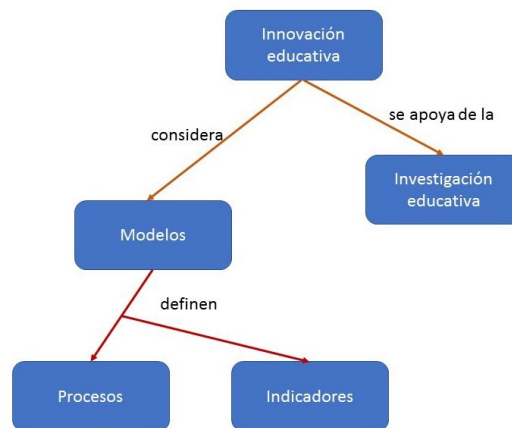 Innovación
educativa
considera
se apoya de la
Investigación
educativa
Modelos
definen
Procesos
Indicadores